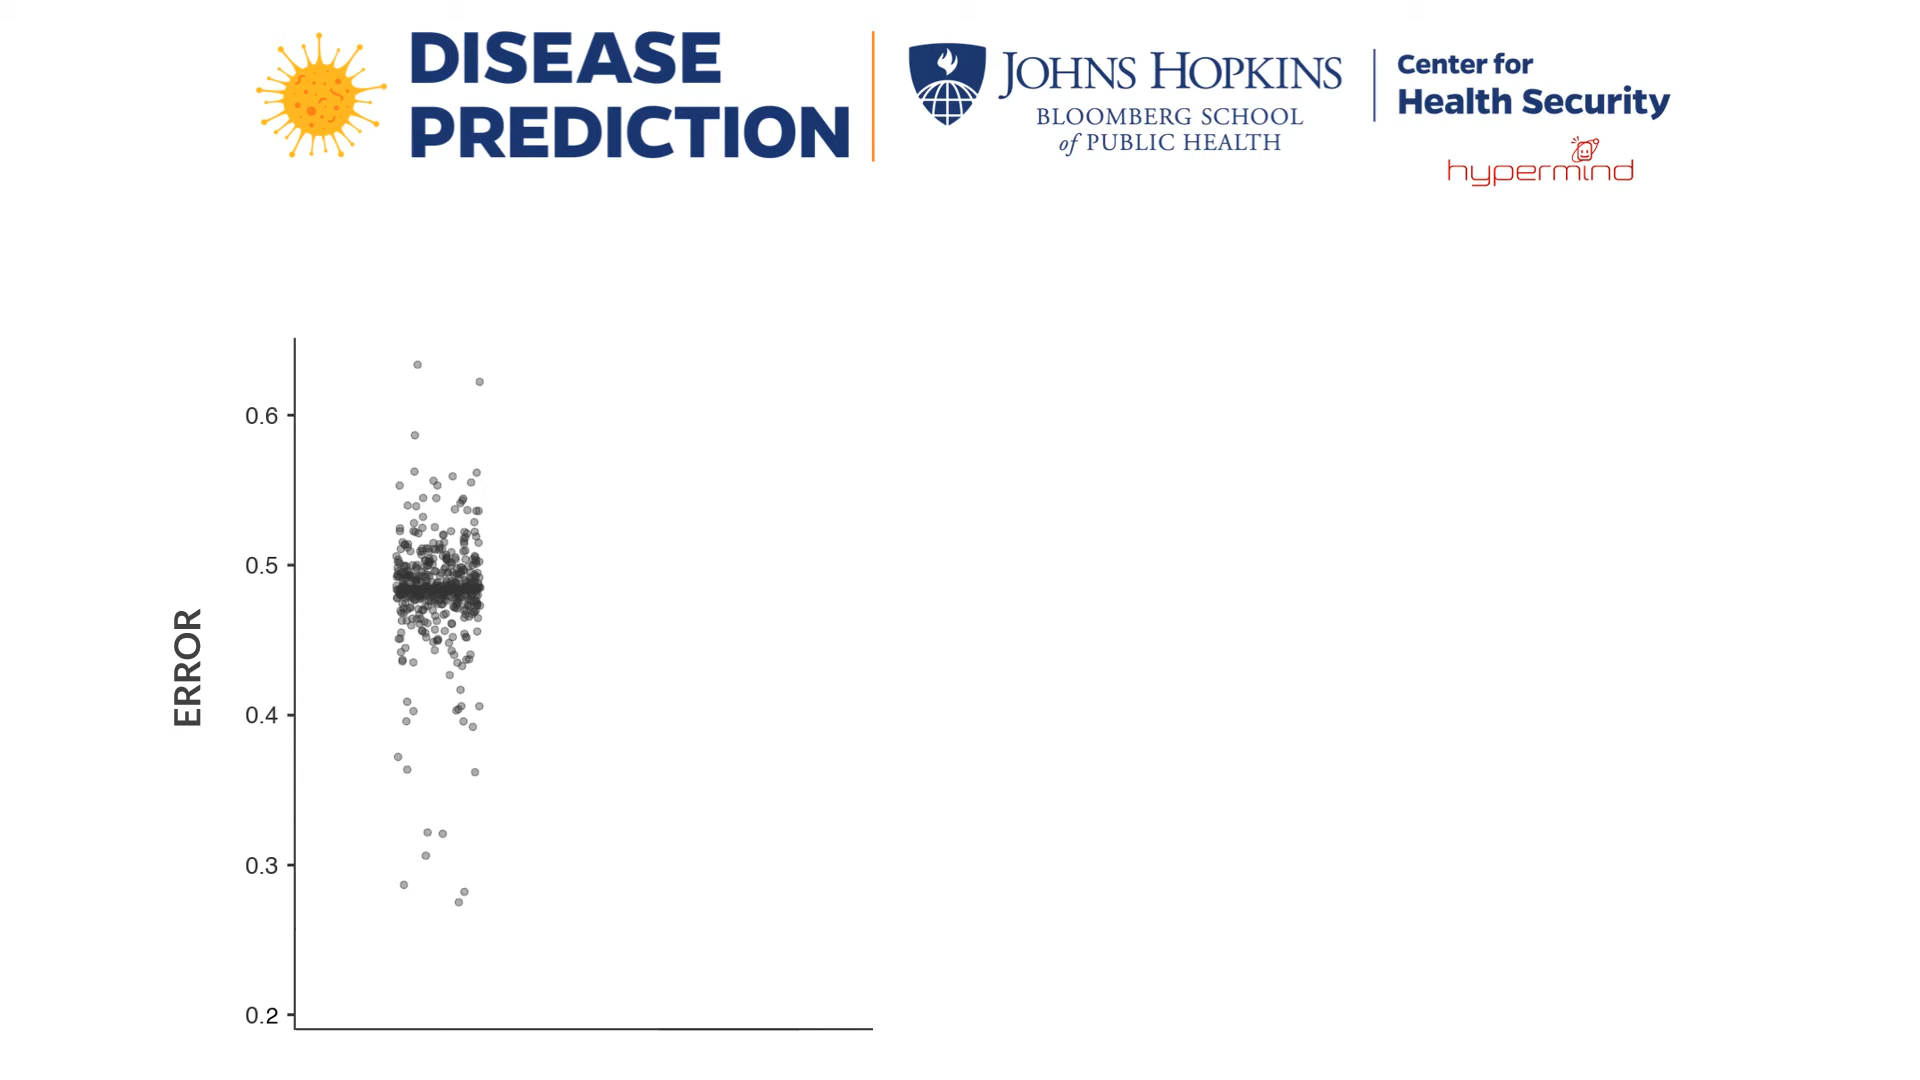 DISEASE
PREDICTION
JOHNS HOPKINS
BLOOMBERG SCHOOL
of PUBLIC HEALTH
Center for
Health Security
hypermind
0.6
0.5
ERROR
0.4
0.3
0.2